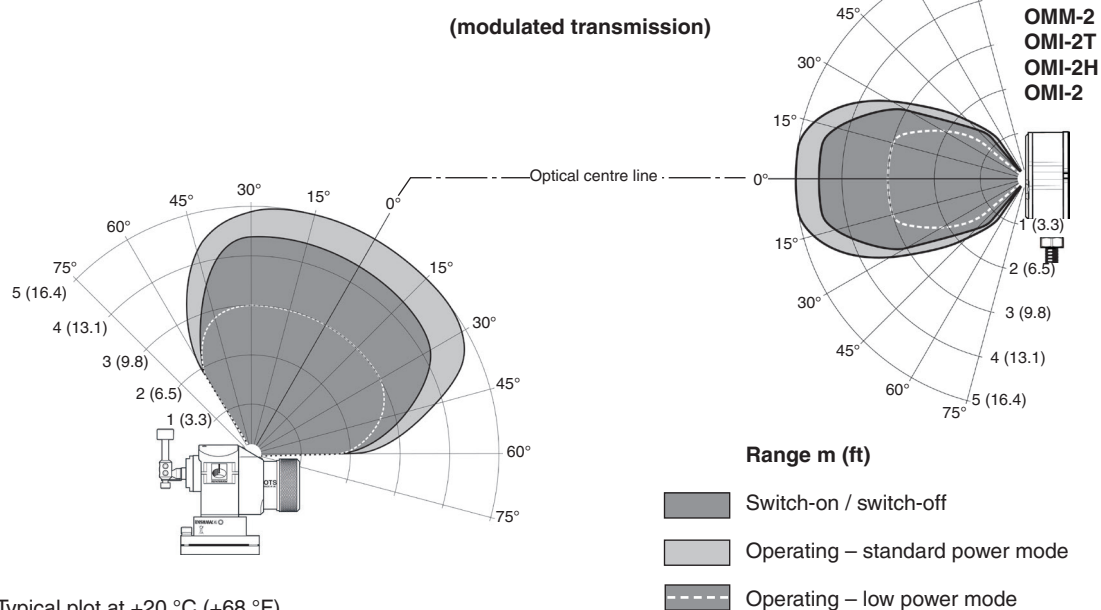 (modulated transmission)
OMM-2
OMI-2T
OMI-2H
OMI-2
45°
30°
15°
0°
15°
30°
45°
60°
75°
1 (3.3)
2 (6.5)
3 (9.8)
4 (13.1)
5 (16.4)
Optical centre line
75°
60°
45°
30°
15°
0°
15°
30°
45°
60°
75°
5 (16.4)
4 (13.1)
3 (9.8)
2 (6.5)
1 (3.3)
OTS
Range m (ft)
Switch-on / switch-off
Operating – standard power mode
Operating – low power mode
Typical plot at +20 °C (+68 °F)